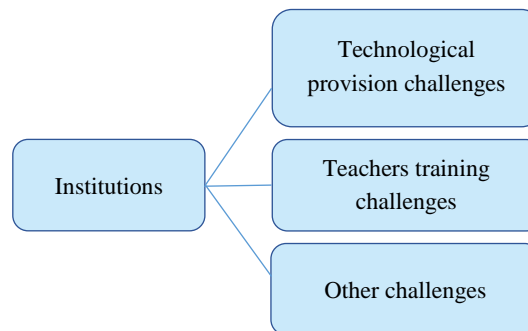 Technological
provision challenges
Institutions
Teachers training
challenges
Other challenges